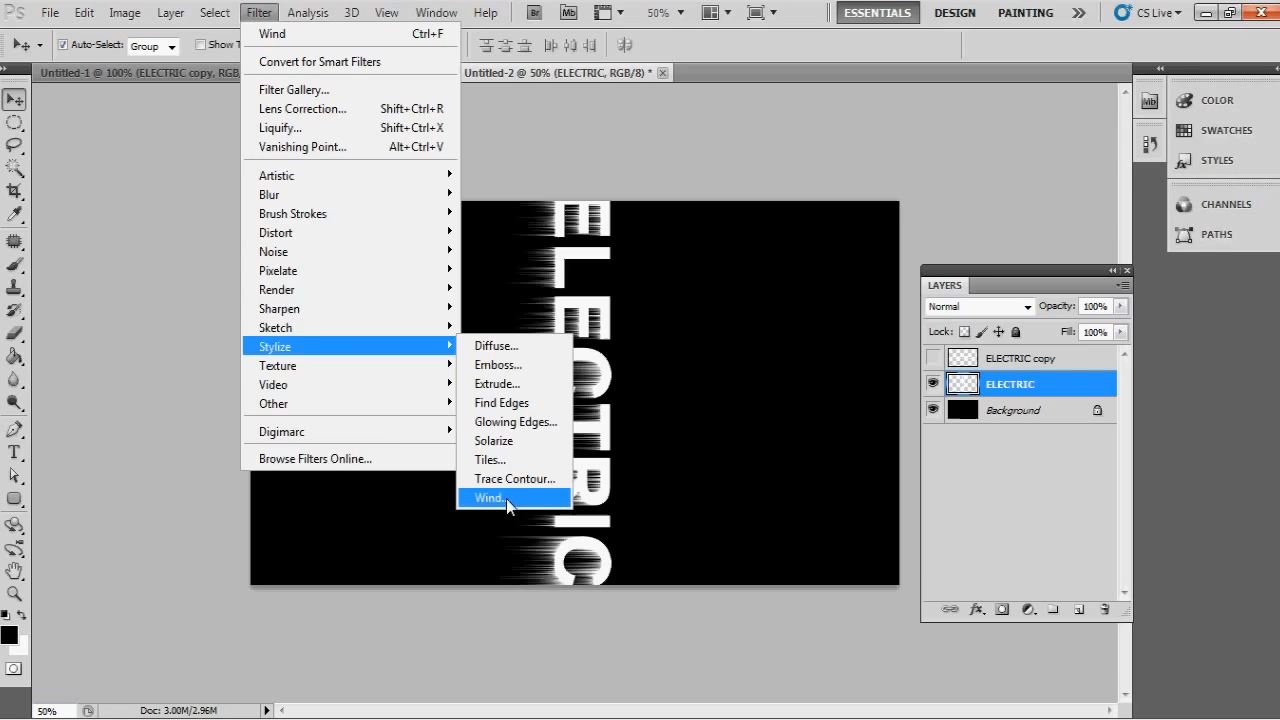 Ps File Edit Image Layer Select Filter Analysis 3D View Window Help Br Mb 50% ESSENTIALS DESIGN PAINTING CS Live
Auto-Select: Group Show T
Untitled-1 @ 100% (ELECTRIC copy, RGB Untitled-2 @ 50% (ELECTRIC, RGB/8) *
Wind Ctrl+F
Convert for Smart Filters
Filter Gallery...
Lens Correction... Shift+Ctrl+R
Liquify... Shift+Ctrl+X
Vanishing Point... Alt+Ctrl+V
Artistic
Blur
Brush Strokes
Distort
Noise
Pixelate
Render
Sharpen
Sketch
Stylize
Texture
Video
Other
Digimarc
Browse Filters Online...
Diffuse...
Emboss...
Extrude...
Find Edges
Glowing Edges...
Solarize
Tiles...
Trace Contour...
Wind..
ELECTRIC
Mb
COLOR
SWATCHES
STYLES
CHANNELS
PATHS
LAYERS
Normal Opacity: 100%
Lock: Fill: 100%
ELECTRIC copy
ELECTRIC
Background
fx
T
50% Doc: 3.00M/2.96M